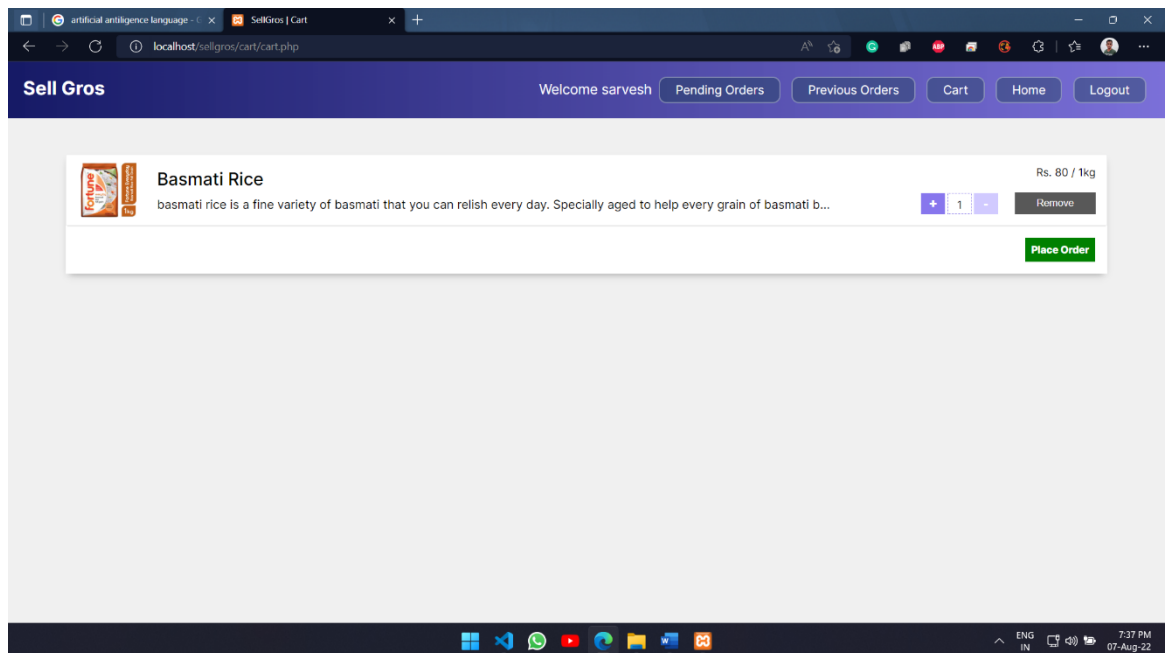 artificial antiligence language - G
SellGros | Cart
localhost/sellgros/cart/cart.php
ABP
Sell Gros
Welcome sarvesh
Pending Orders
Previous Orders
Cart
Home
Logout
fortune
1kg
Basmati Rice
Rs. 80 / 1kg
basmati rice is a fine variety of basmati that you can relish every day. Specially aged to help every grain of basmati b...
+ 1 -
Remove
Place Order
ENG
IN
7:37 PM
07-Aug-22